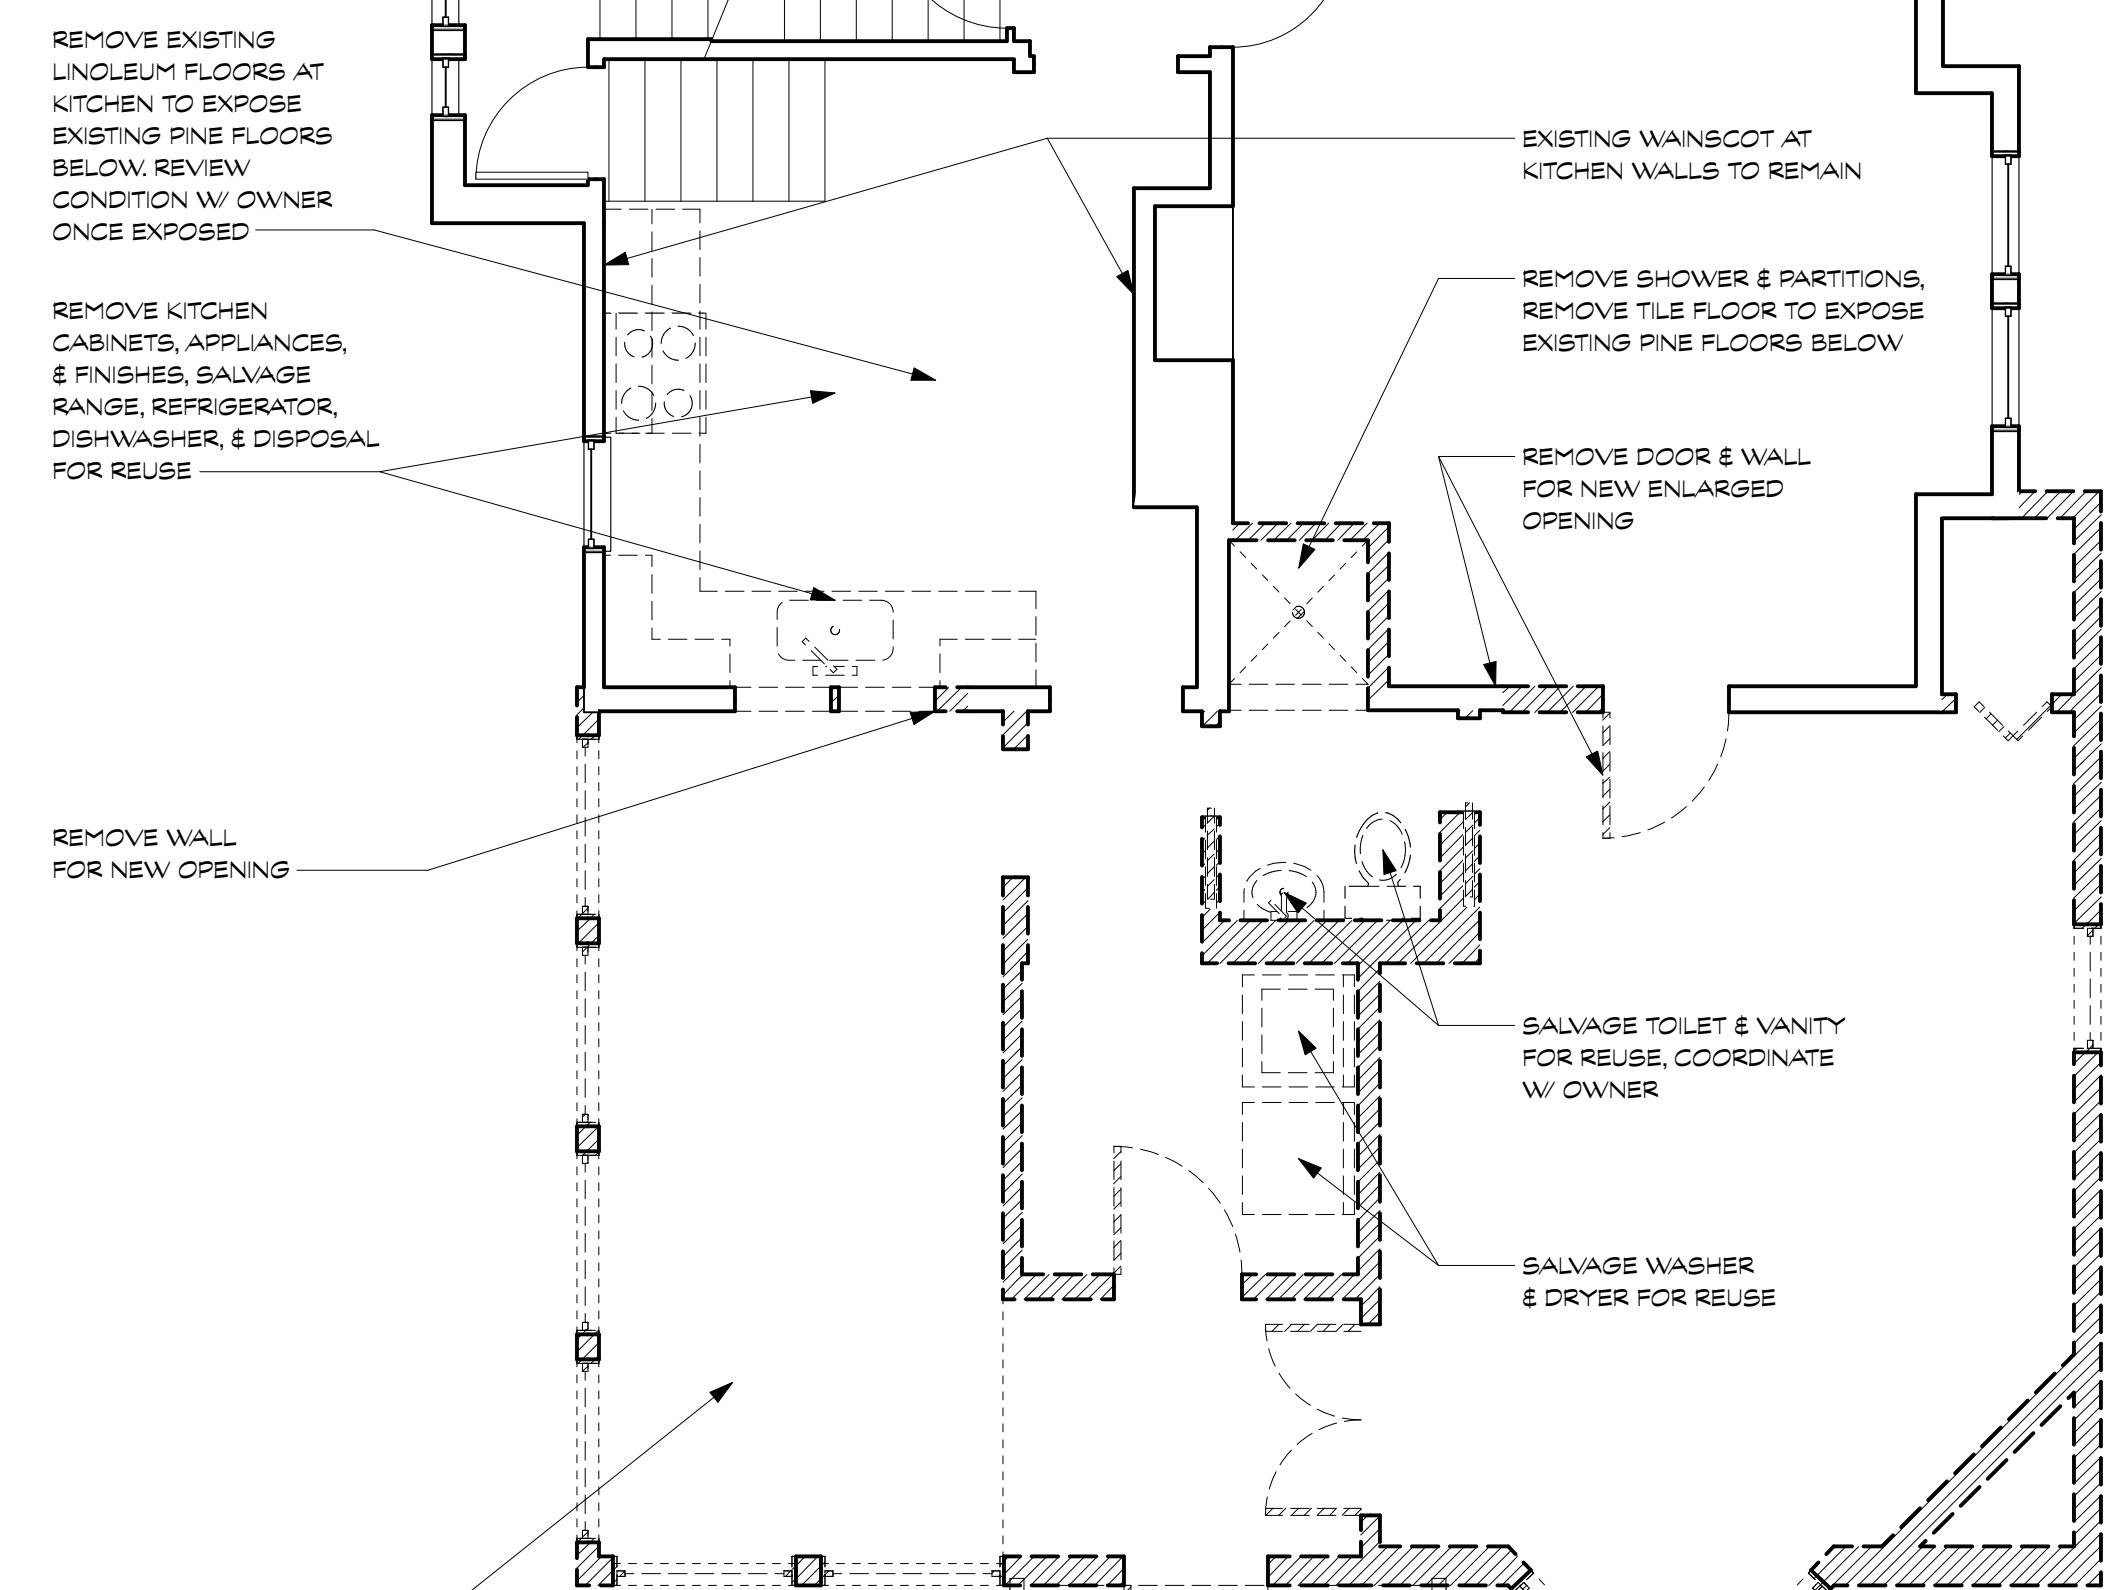 REMOVE EXISTING
LINOLEUM FLOORS AT
KITCHEN TO EXPOSE
EXISTING PINE FLOORS
BELOW. REVIEW
CONDITION W/ OWNER
ONCE EXPOSED
REMOVE KITCHEN
CABINETS, APPLIANCES,
& FINISHES, SALVAGE
RANGE, REFRIGERATOR,
DISHWASHER, & DISPOSAL
FOR REUSE
REMOVE WALL
FOR NEW OPENING
EXISTING WAINSCOT AT
KITCHEN WALLS TO REMAIN
REMOVE SHOWER & PARTITIONS,
REMOVE TILE FLOOR TO EXPOSE
EXISTING PINE FLOORS BELOW
REMOVE DOOR & WALL
FOR NEW ENLARGED
OPENING
SALVAGE TOILET & VANITY
FOR REUSE, COORDINATE
W/ OWNER
SALVAGE WASHER
& DRYER FOR REUSE